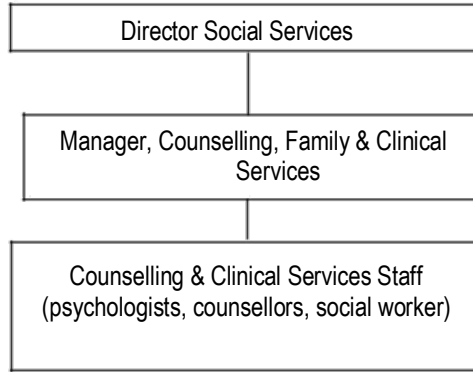 Director Social Services
Manager, Counselling, Family & Clinical
Services
Counselling & Clinical Services Staff
(psychologists, counsellors, social worker)